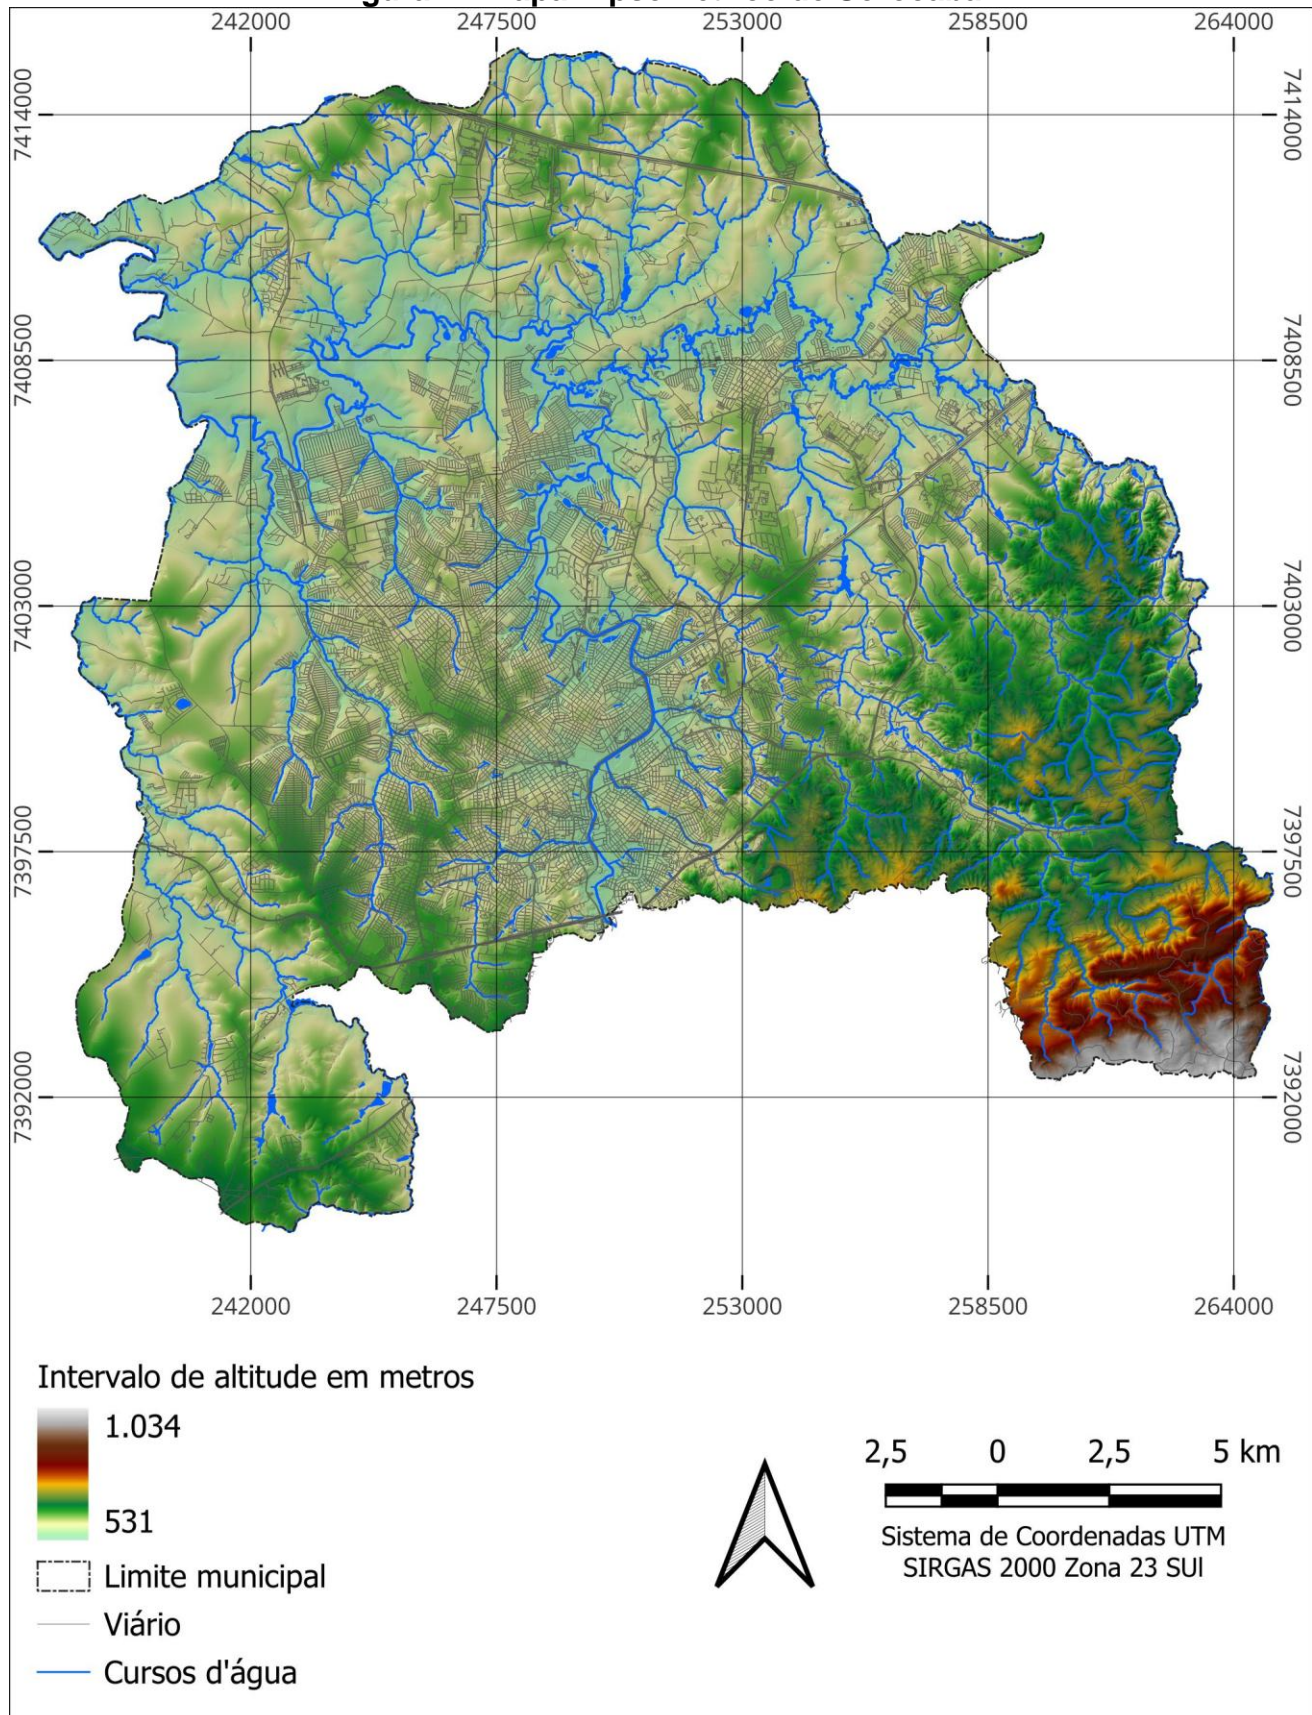 242000 247500 253000 258500 264000
7414000 7414000
7408500 7408500
7403000 7403000
7397500 7397500
7392000 7392000
242000 247500 253000 258500 264000
Intervalo de altitude em metros
1.034
531
Limite municipal
Viário
Cursos d'água
2,5 0 2,5 5 km
Sistema de Coordenadas UTM
SIRGAS 2000 Zona 23 SUl